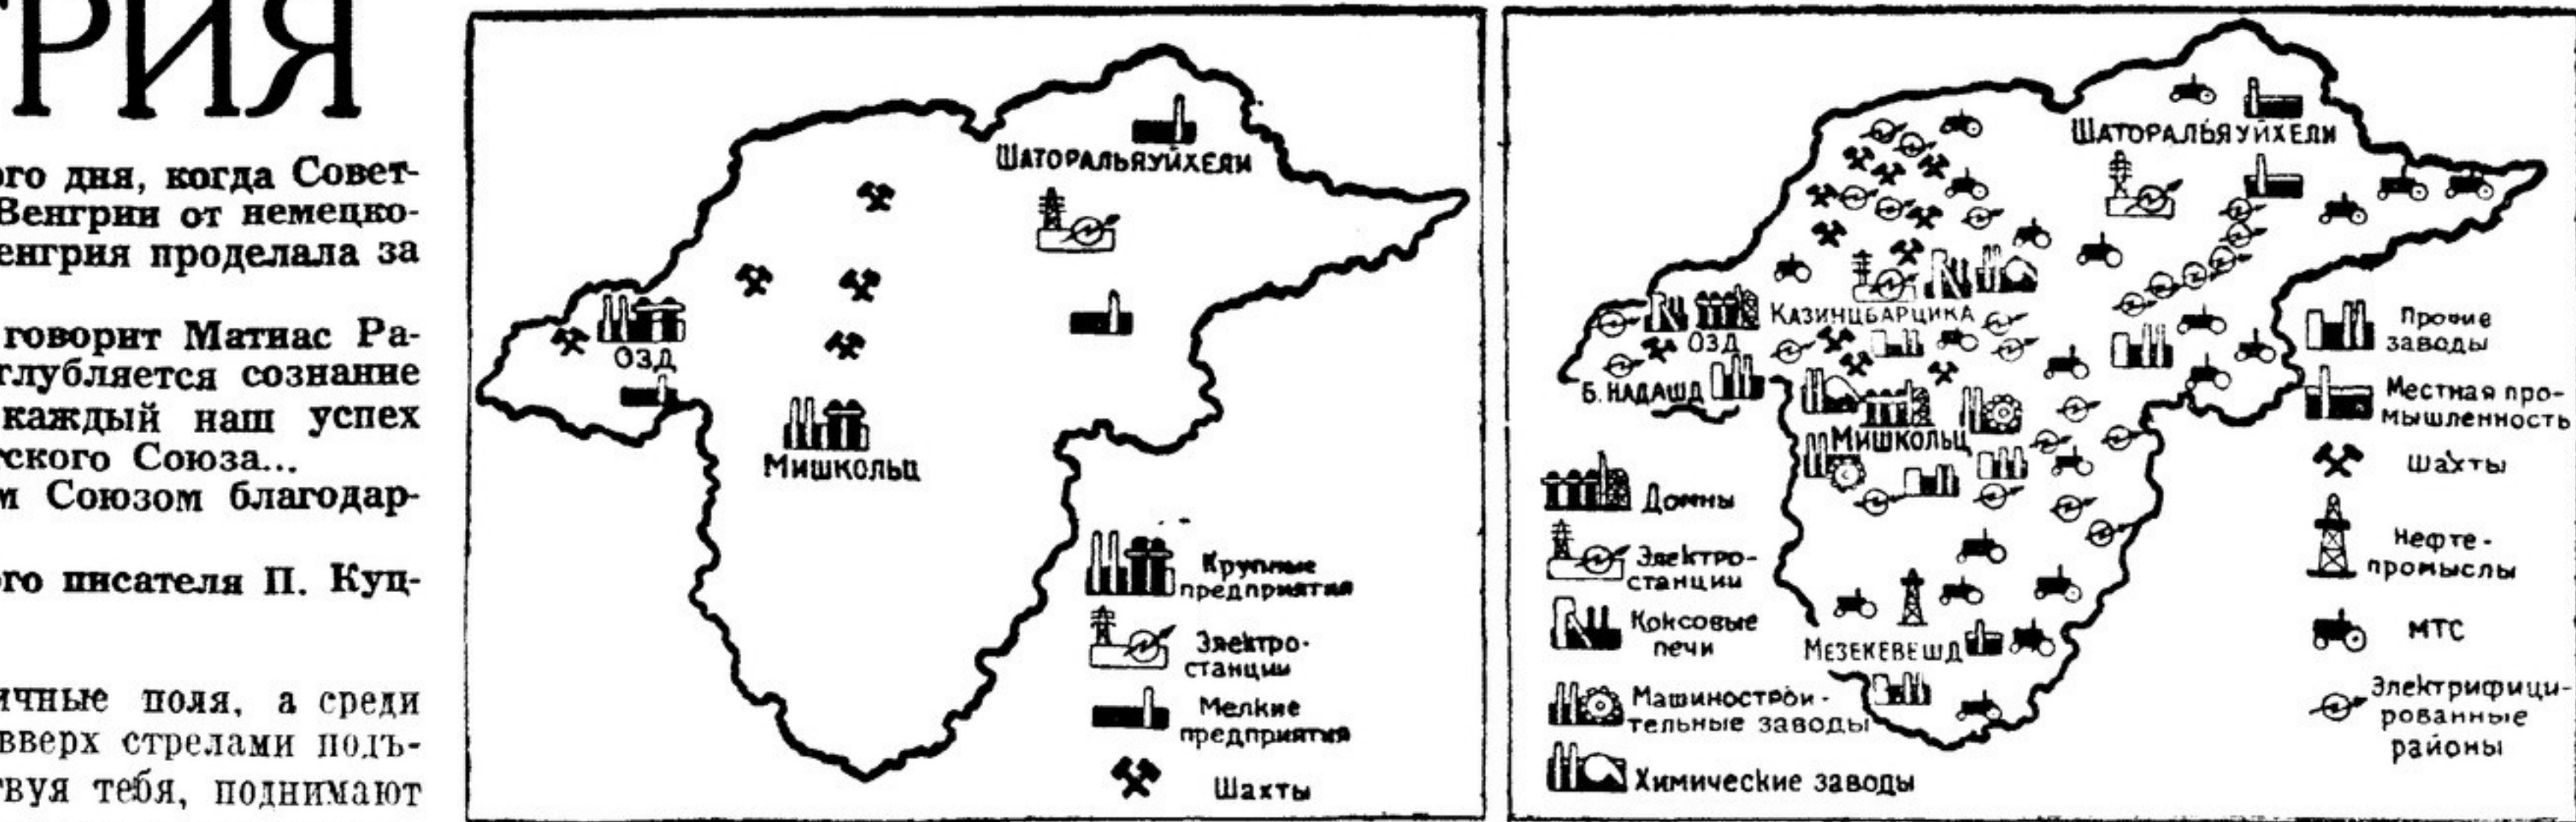 ГРИЯ
ого дня, когда Совет-
Венгрии от немецко-
енгрия проделала за
говорит Матиас Ра-
глубляется сознание
каждый наш успех
тского Союза...
м Союзом благодар-
го писателя П. Куц-
ичные поля, а среди
вверх стрелами подъ-
твуя тебя, поднимают
ШАТОРАЛЬЯУЙХЕЛИ
ОЗД
МИШКОЛЬЦ
Крупные
предприятия
Электро-
станции
Мелкие
предприятия
Шахты
ШАТОРАЛЬЯУЙХЕЛИ
КАЗИНЦБАРЦИКА
ОЗД
Б. НАДАШД
МИШКОЛЬЦ
МЕЗЕКЕВЕШД
Домны
Электро-
станции
Коксовые
печи
Машинострои-
тельные заводы
Химические заводы
Прочие
заводы
Местная про-
мышленность
Шахты
Нефте-
промыслы
МТС
Электрифици-
рованные
районы